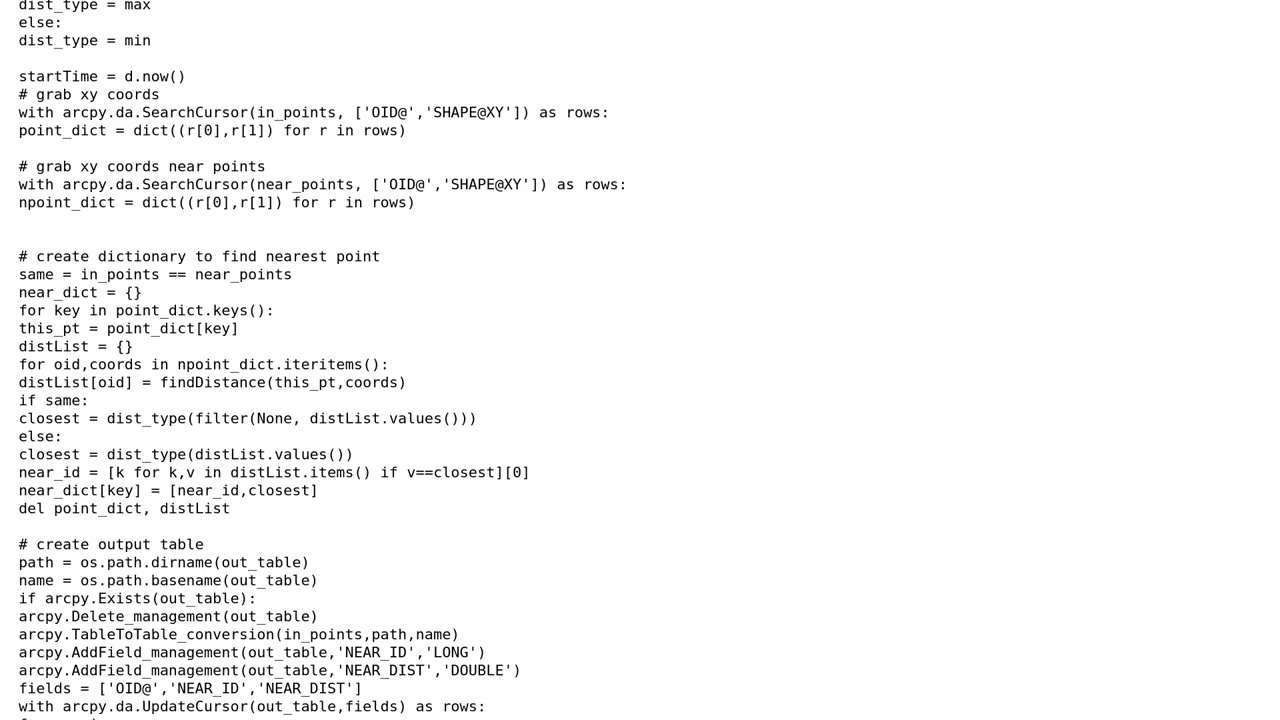 dist_type = max
else:
dist_type = min
startTime = d.now()
# grab xy coords
with arcpy.da.SearchCursor(in_points, ['OID@','SHAPE@XY']) as rows:
point_dict = dict((r[0],r[1]) for r in rows)
# grab xy coords near points
with arcpy.da.SearchCursor(near_points, ['OID@','SHAPE@XY']) as rows:
npoint_dict = dict((r[0],r[1]) for r in rows)
# create dictionary to find nearest point
same = in_points == near_points
near_dict = {}
for key in point_dict.keys():
this_pt = point_dict[key]
distList = {}
for oid,coords in npoint_dict.iteritems():
distList[oid] = findDistance(this_pt,coords)
if same:
closest = dist_type(filter(None, distList.values()))
else:
closest = dist_type(distList.values())
near_id = [k for k,v in distList.items() if v==closest][0]
near_dict[key] = [near_id,closest]
del point_dict, distList
# create output table
path = os.path.dirname(out_table)
name = os.path.basename(out_table)
if arcpy.Exists(out_table):
arcpy.Delete_management(out_table)
arcpy.TableToTable_conversion(in_points,path,name)
arcpy.AddField_management(out_table,'NEAR_ID','LONG')
arcpy.AddField_management(out_table,'NEAR_DIST','DOUBLE')
fields = ['OID@','NEAR_ID','NEAR_DIST']
with arcpy.da.UpdateCursor(out_table,fields) as rows: